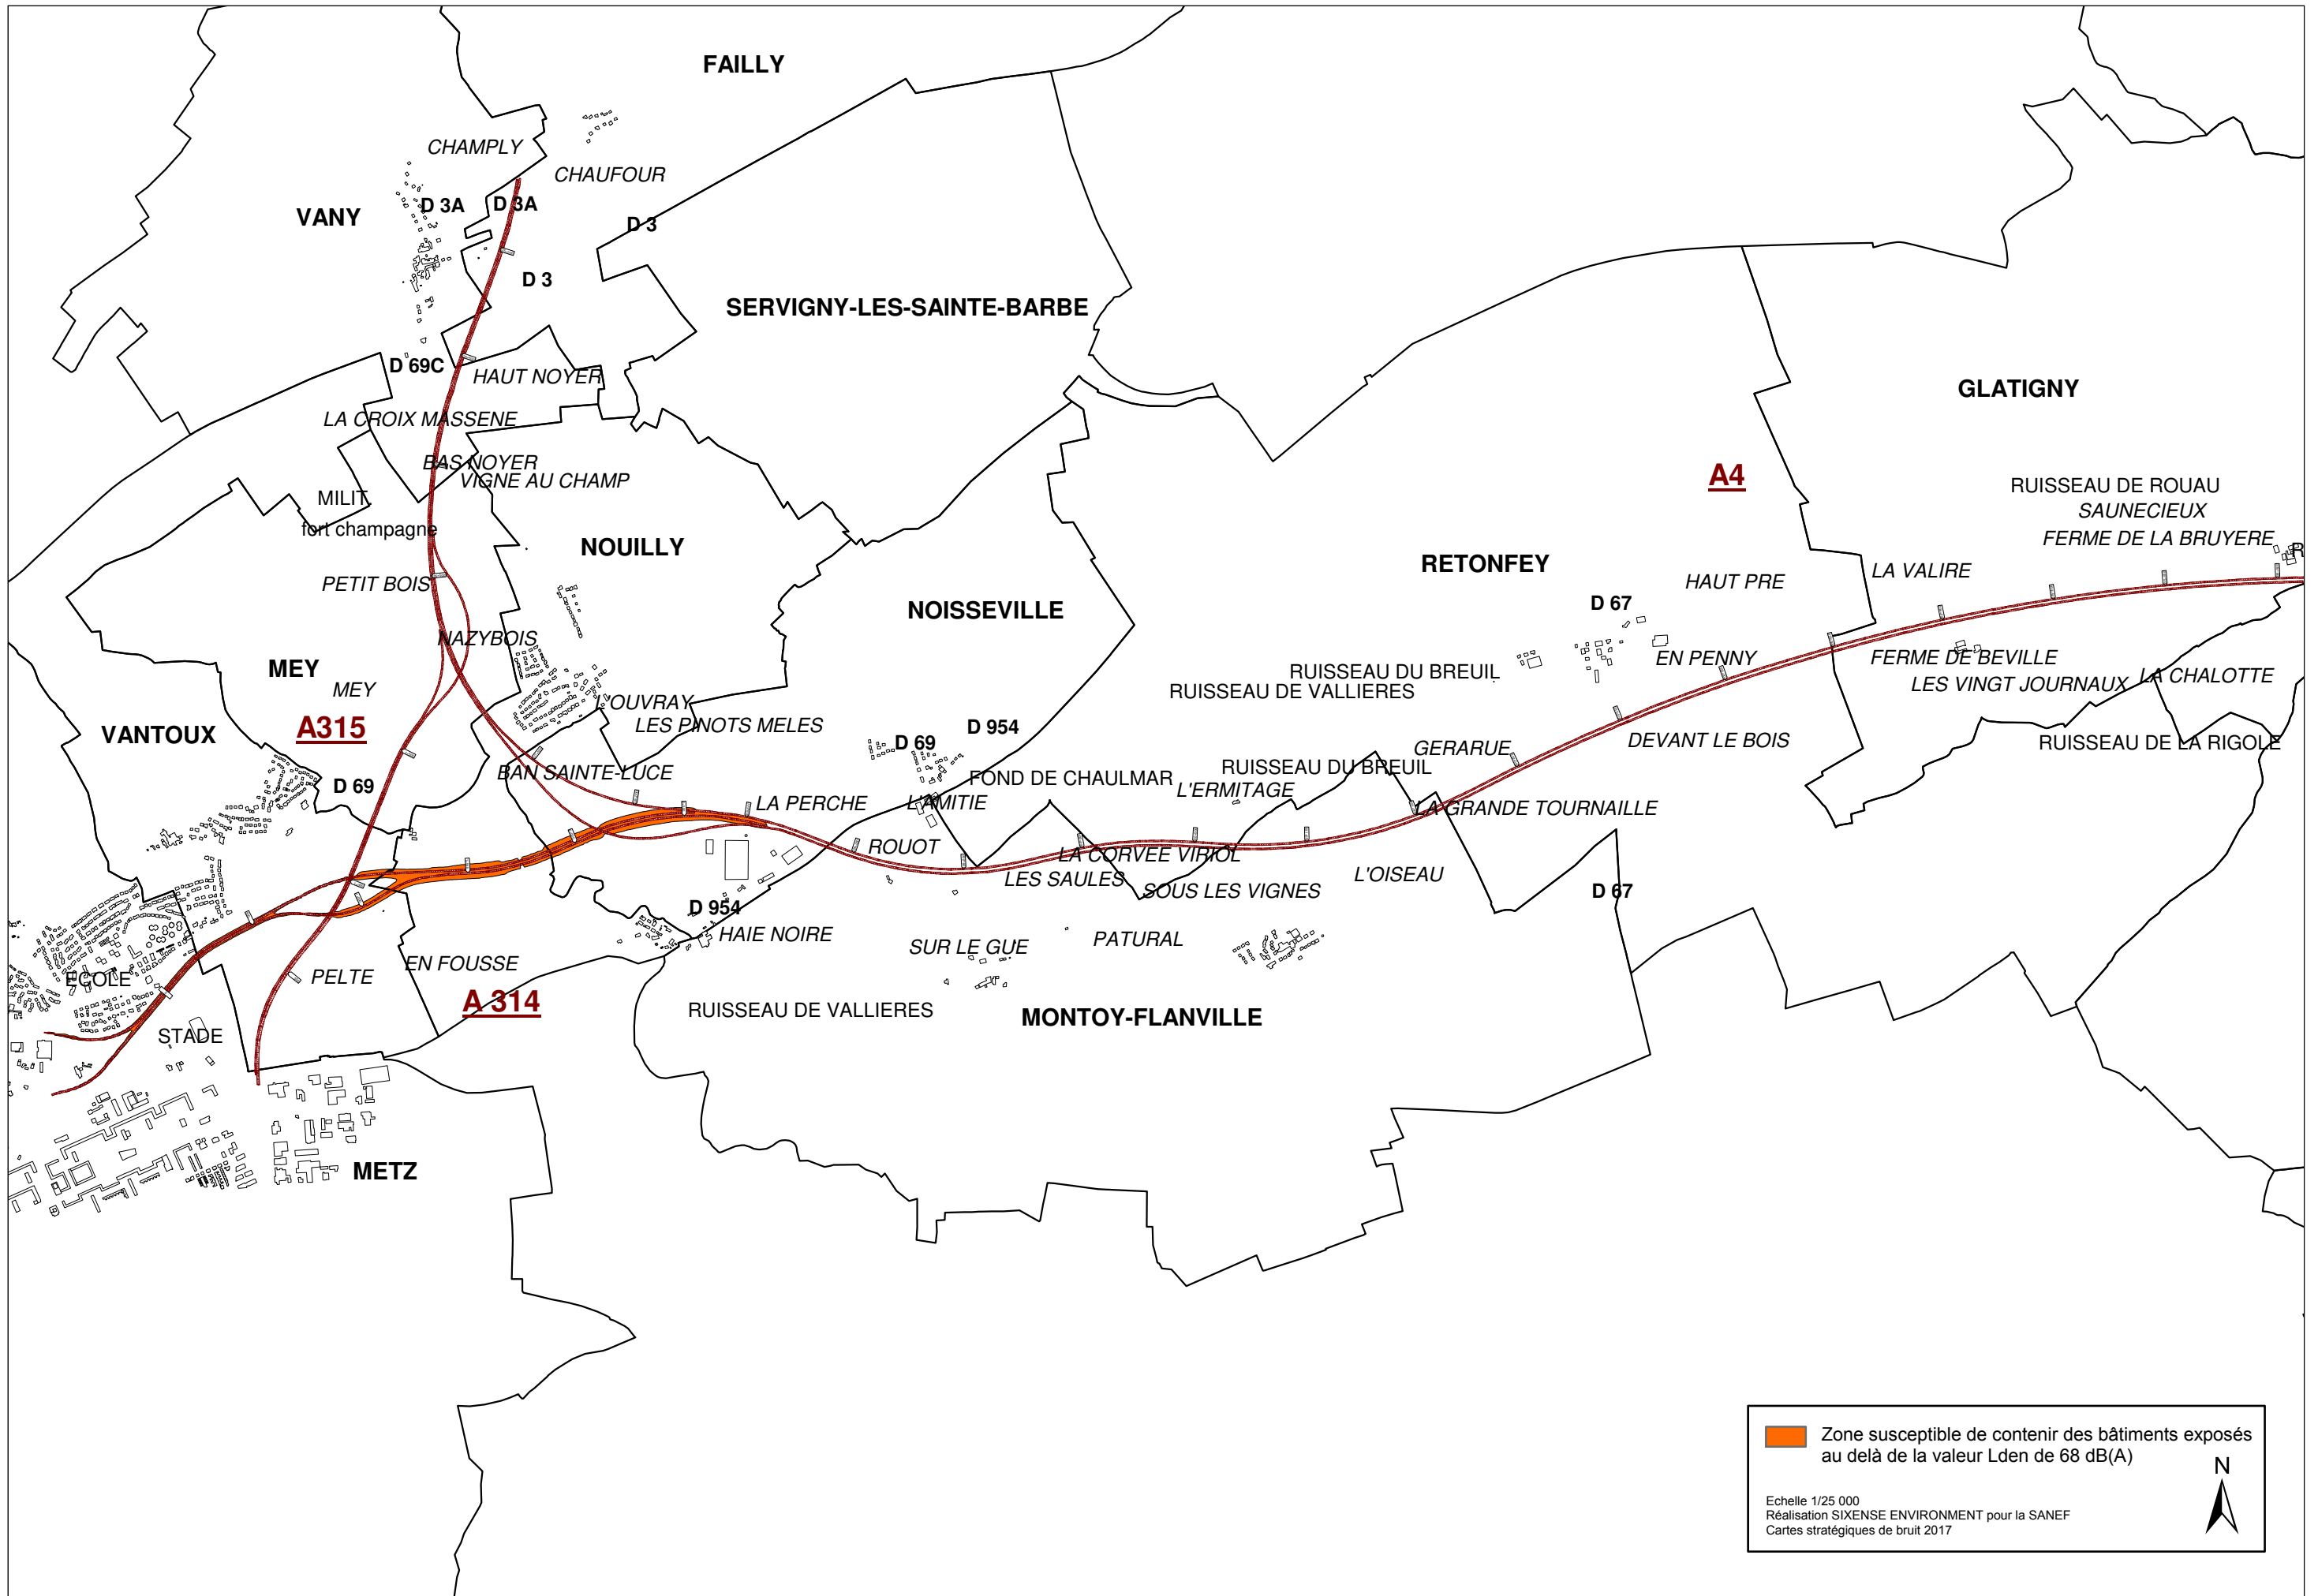 FAILLY
CHAMPLY
CHAUFOUR
VANY
D 3A
D 3A
D 3
D 3
SERVIGNY-LES-SAINTE-BARBE
D 69C
HAUT NOYER
GLATIGNY
LA CROIX MASSENE
BAS NOYER
VIGNE AU CHAMP
A4
RUISSEAU DE ROUAU
SAUNECIEUX
MILIT
fort champagne
FERME DE LA BRUYERE
R
NOUILLY
RETONFEY
PETIT BOIS
HAUT PRE
LA VALIRE
NOISSEVILLE
D 67
NAZYBOIS
MEY
MEY
EN PENNY
FERME DE BEVILLE
RUISSEAU DU BREUIL
RUISSEAU DE VALLIERES
LES VINGT JOURNAUX
LA CHALOTTE
L'OUVRAY
LES PINOTS MELES
A315
VANTOUX
D 954
D 69
GERARUE
DEVANT LE BOIS
RUISSEAU DE LA RIGOLE
BAN SAINTE-LUCE
D 69
FOND DE CHAULMAR
RUISSEAU DU BREUIL
L'ERMITAGE
LA PERCHE
L'AMITIE
LA GRANDE TOURNAILLE
ROUOT
LA CORVEE VIRIOL
LES SAULES
SOUS LES VIGNES
L'OISEAU
D 67
D 954
HAIE NOIRE
SUR LE GUE
PATURAL
ECOLE
PELTE
EN FOUSSE
A 314
RUISSEAU DE VALLIERES
MONTOY-FLANVILLE
STADE
METZ
Zone susceptible de contenir des bâtiments exposés
au delà de la valeur Lden de 68 dB(A)
N
Echelle 1/25 000
Réalisation SIXENSE ENVIRONMENT pour la SANEF
Cartes stratégiques de bruit 2017